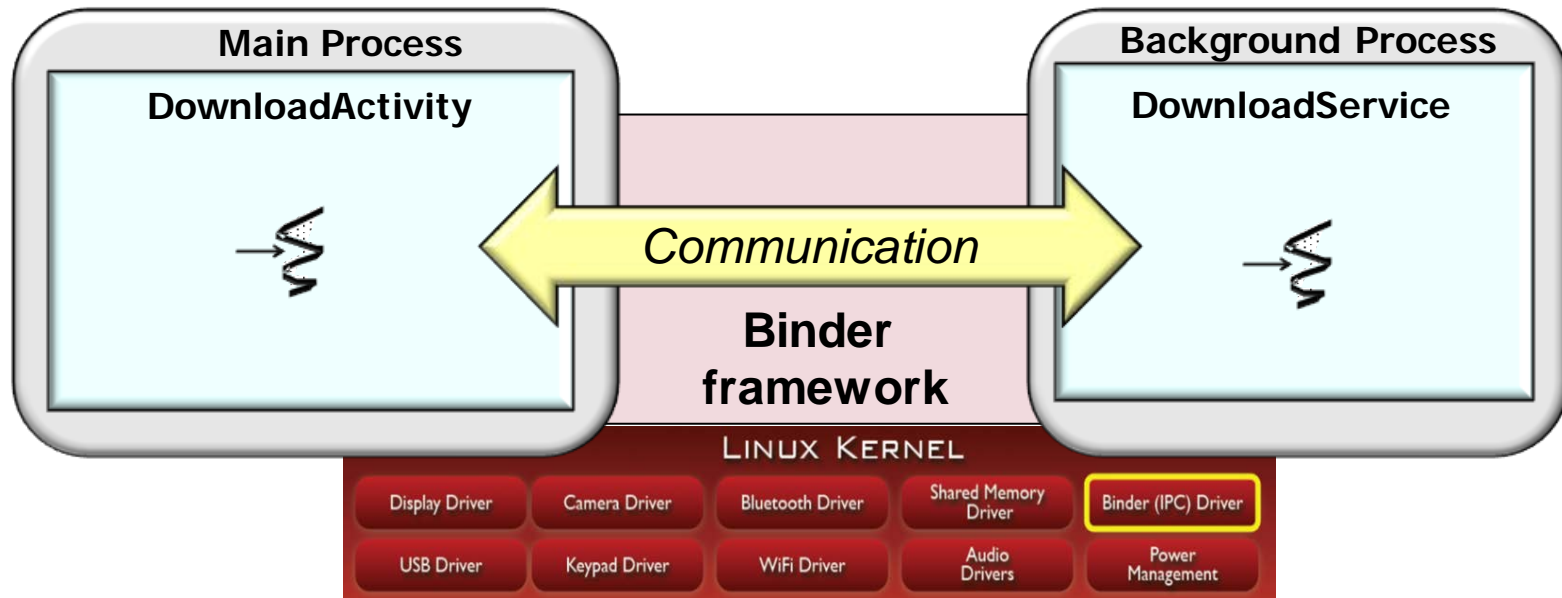 Main Process
DownloadActivity
Background Process
DownloadService
Communication
Binder
framework
LINUX KERNEL
Display Driver
Camera Driver
Bluetooth Driver
Shared Memory
Driver
Binder (IPC) Driver
USB Driver
Keypad Driver
WiFi Driver
Audio
Drivers
Power
Management